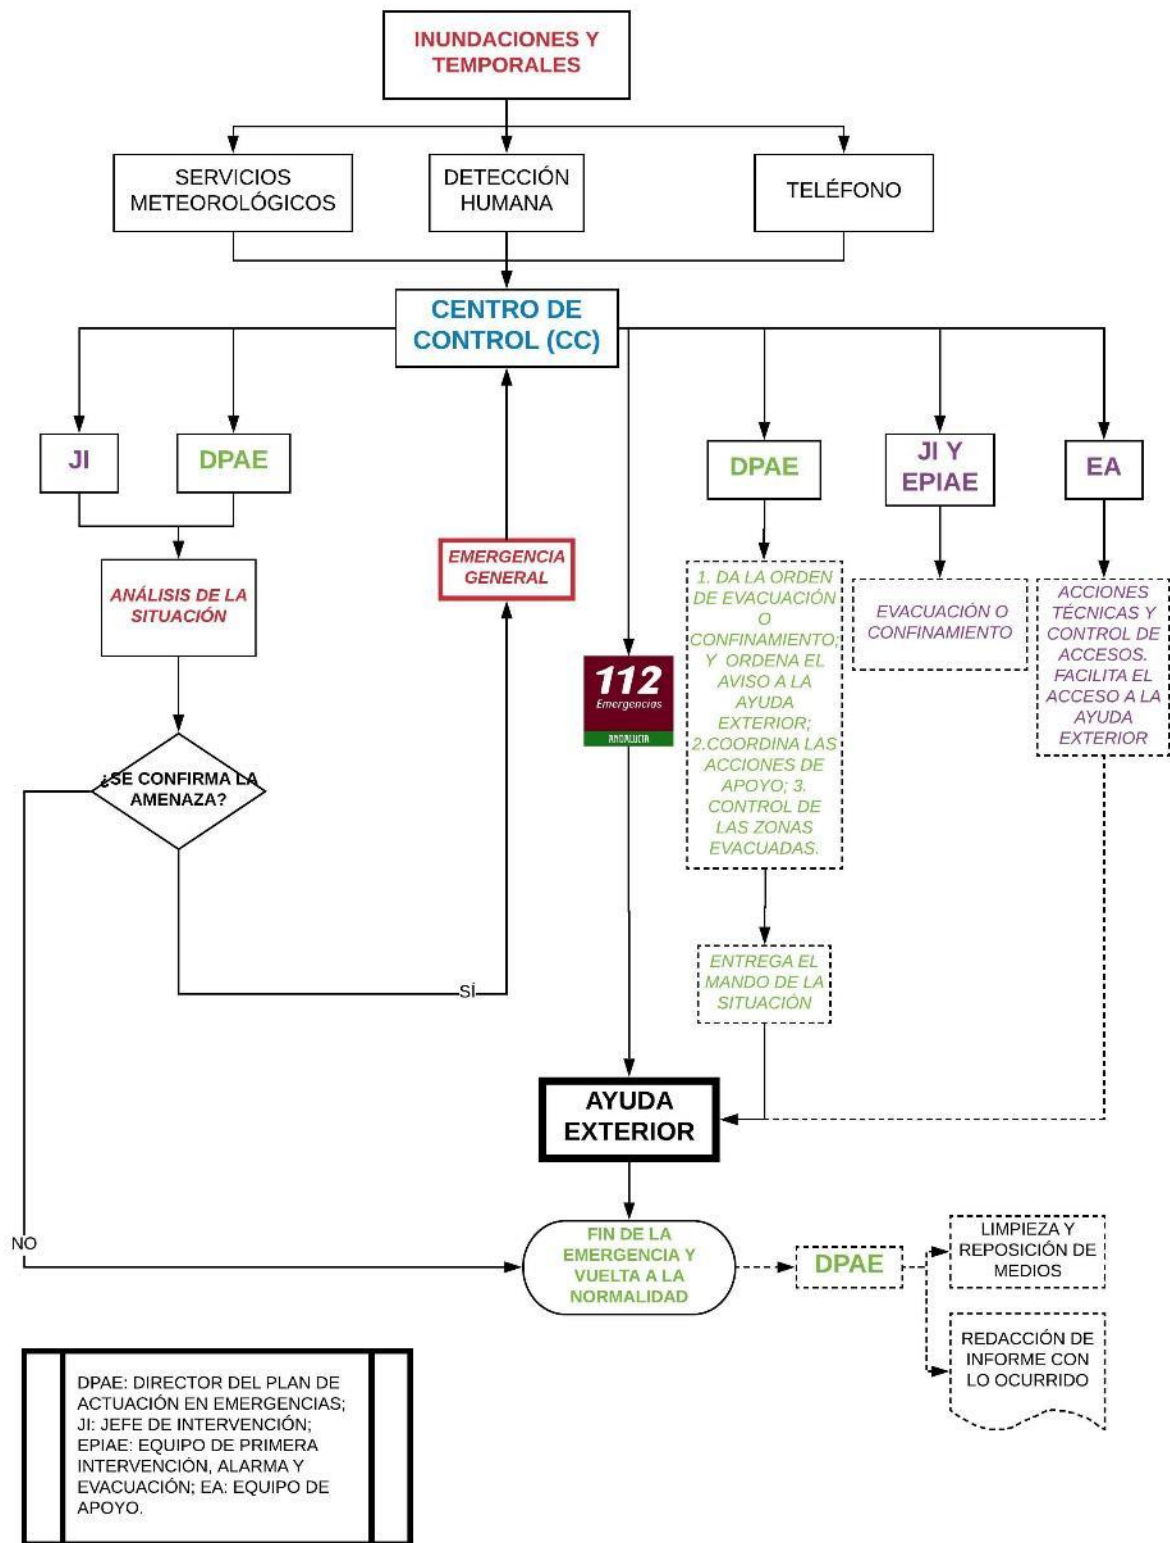 INUNDACIONES Y
TEMPORALES
SERVICIOS
METEOROLÓGICOS
DETECCIÓN
HUMANA
TELÉFONO
CENTRO DE
CONTROL (CC)
JI
DPAE
DPAE
JI Y
EPIAE
EA
ANÁLISIS DE LA
SITUACIÓN
EMERGENCIA
GENERAL
112
Emergencias
ANDALUCIA
1. DA LA ORDEN
DE EVACUACIÓN
O
CONFINAMIENTO;
Y ORDENA EL
AVISO A LA
AYUDA
EXTERIOR;
2.COORDINA LAS
ACCIONES DE
APOYO; 3.
CONTROL DE
LAS ZONAS
EVACUADAS.
EVACUACIÓN O
CONFINAMIENTO
ACCIONES
TÉCNICAS Y
CONTROL DE
ACCESOS.
FACILITA EL
ACCESO A LA
AYUDA
EXTERIOR
¿SE CONFIRMA LA
AMENAZA?
SÍ
ENTREGA EL
MANDO DE LA
SITUACIÓN
AYUDA
EXTERIOR
NO
FIN DE LA
EMERGENCIA Y
VUELTA A LA
NORMALIDAD
DPAE
LIMPIEZA Y
REPOSICIÓN DE
MEDIOS
REDACCIÓN DE
INFORME CON
LO OCURRIDO
DPAE: DIRECTOR DEL PLAN DE
ACTUACIÓN EN EMERGENCIAS;
JI: JEFE DE INTERVENCIÓN;
EPIAE: EQUIPO DE PRIMERA
INTERVENCIÓN, ALARMA Y
EVACUACIÓN; EA: EQUIPO DE
APOYO.